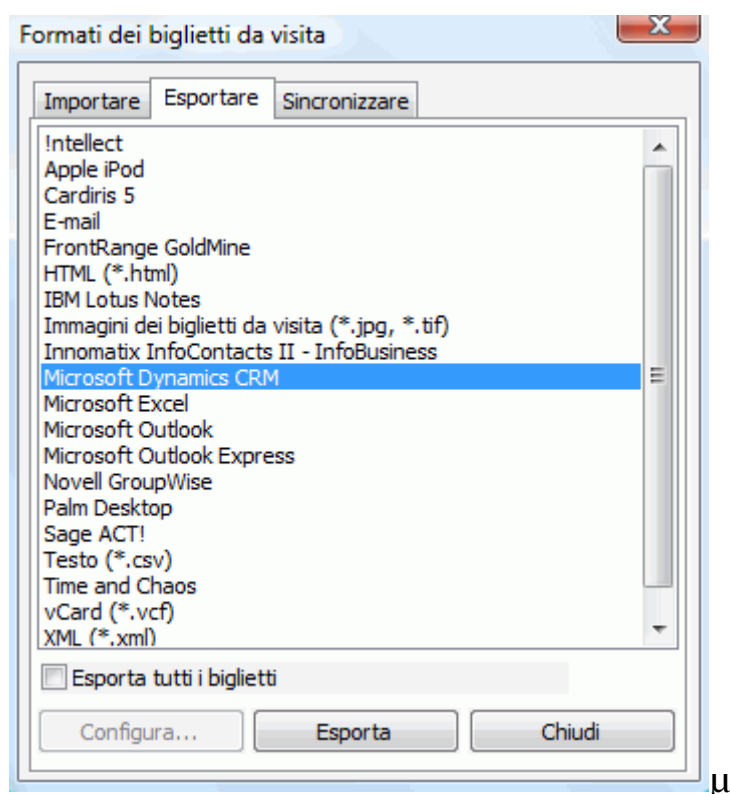 Formati dei biglietti da visita
Importare Esportare Sincronizzare
!ntellect
Apple iPod
Cardiris 5
E-mail
FrontRange GoldMine
HTML (*.html)
IBM Lotus Notes
Immagini dei biglietti da visita (*.jpg, *.tif)
Innomatix InfoContacts II - InfoBusiness
Microsoft Dynamics CRM
Microsoft Excel
Microsoft Outlook
Microsoft Outlook Express
Novell GroupWise
Palm Desktop
Sage ACT!
Testo (*.csv)
Time and Chaos
vCard (*.vcf)
XML (*.xml)
Esporta tutti i biglietti
Configura... Esporta Chiudi
µ